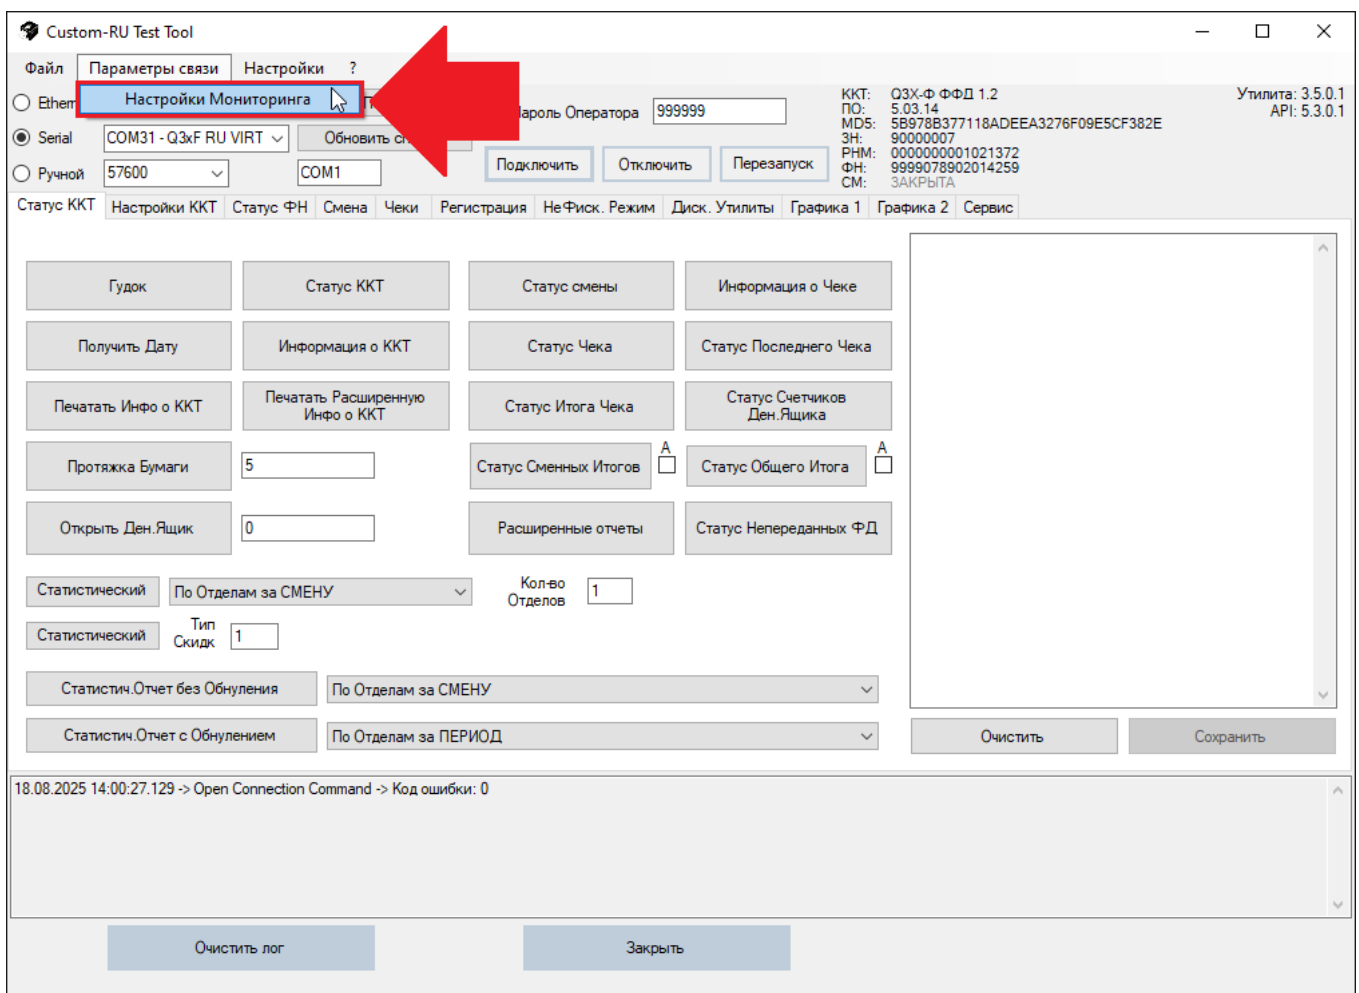 Custom-RU Test Tool
Файл Параметры связи Настройки ?
Настройки Мониторинга
Пароль Оператора 999999
ККТ: Q3X-Ф ФФД 1.2
ПО: 5.03.14
MD5: 5B978B377118ADEEA3276F09E5CF382E
ЗН: 90000007
РНМ: 0000000001021372
ФН: 9999078902014259
СМ: ЗАКРЫТА
Утилита: 3.5.0.1
API: 5.3.0.1
Serial COM31 - Q3xF RU VIRT Обновить
Подключить Отключить Перезапуск
Ручной 57600 COM1
Статус ККТ Настройки ККТ Статус ФН Смена Чеки Регистрация НеФиск. Режим Диск. Утилиты Графика 1 Графика 2 Сервис
Гудок Статус ККТ Статус смены Информация о Чеке
Получить Дату Информация о ККТ Статус Чека Статус Последнего Чека
Печатать Инфо о ККТ Печатать Расширенную Инфо о ККТ Статус Итога Чека Статус Счетчиков Ден.Ящика
Протяжка Бумаги 5 Статус Сменных Итогов A Статус Общего Итога A
Открыть Ден.Ящик 0 Расширенные отчеты Статус Непереданных ФД
Статистический По Отделам за СМЕНУ Кол-во Отделов 1
Статистический Тип Скидк 1
Статистич.Отчет без Обнуления По Отделам за СМЕНУ
Статистич.Отчет с Обнулением По Отделам за ПЕРИОД
Очистить Сохранить
18.08.2025 14:00:27.129 -> Open Connection Command -> Код ошибки: 0
Очистить лог Закрыть